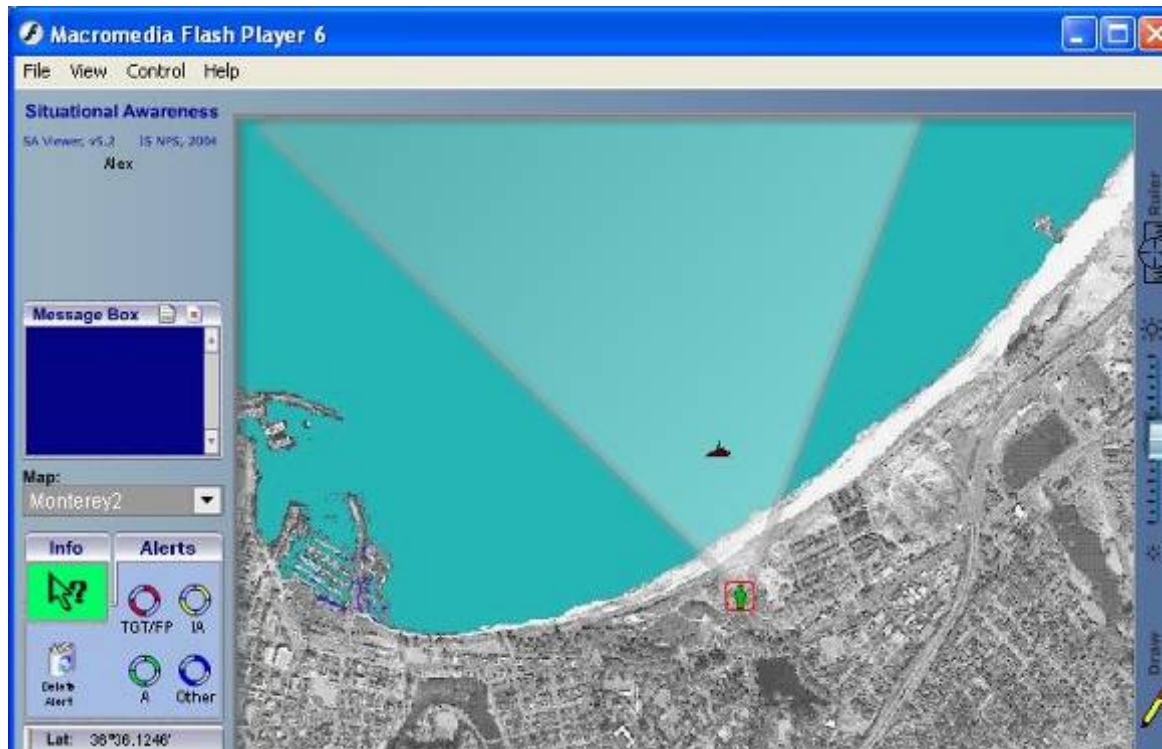 Macromedia Flash Player 6
File View Control Help
Situational Awareness
SA Viewer, v5.2 IS NPS, 2004
Alex
Message Box
Map:
Monterey2
Info Alerts
TGT/FP IA
Delete Alert
A Other
Lat: 36°36.1246'
Ruler
Draw